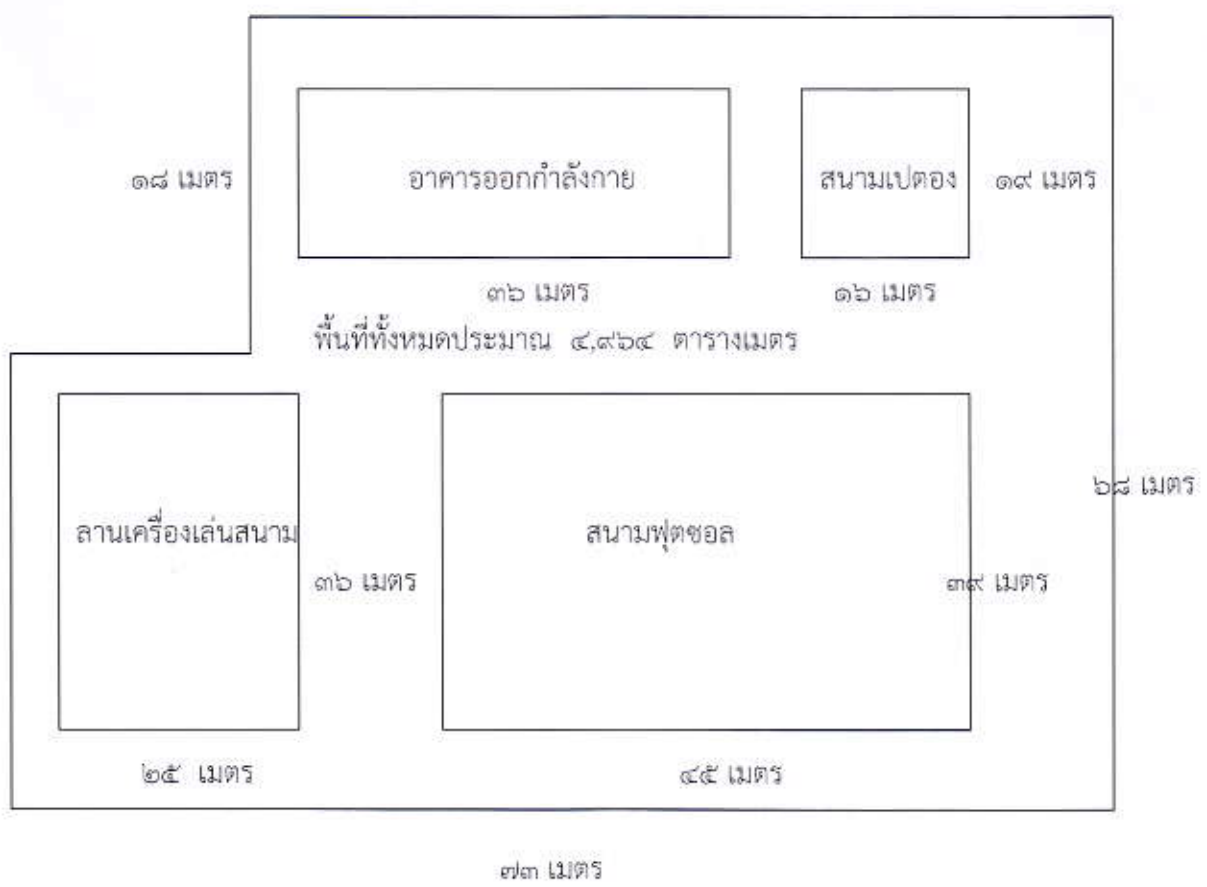 ๑๘ เมตร
อาคารออกกำลังกาย
สนามเปตอง
๑๙ เมตร
๓๖ เมตร
๑๖ เมตร
พื้นที่ทั้งหมดประมาณ ๔,๙๖๔ ตารางเมตร
๖๘ เมตร
ลานเครื่องเล่นสนาม
สนามฟุตซอล
๓๖ เมตร
๓๙ เมตร
๒๕ เมตร
๔๕ เมตร
๗๓ เมตร